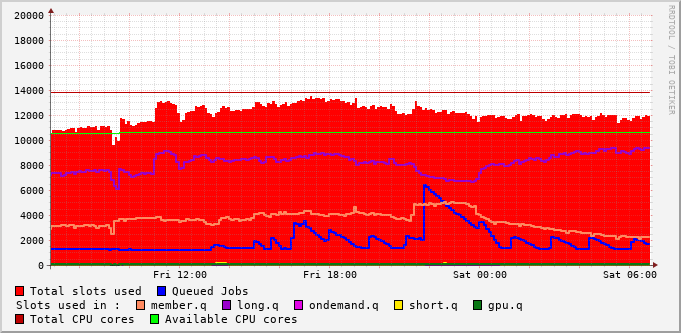 20000
18000
16000
14000
12000
10000
8000
6000
4000
2000
0
Fri 12:00 Fri 18:00 Sat 00:00 Sat 06:00
RRDTOOL / TOBI OETIKER
Total slots used Queued Jobs
Slots used in : member.q long.q ondemand.q short.q gpu.q
Total CPU cores Available CPU cores